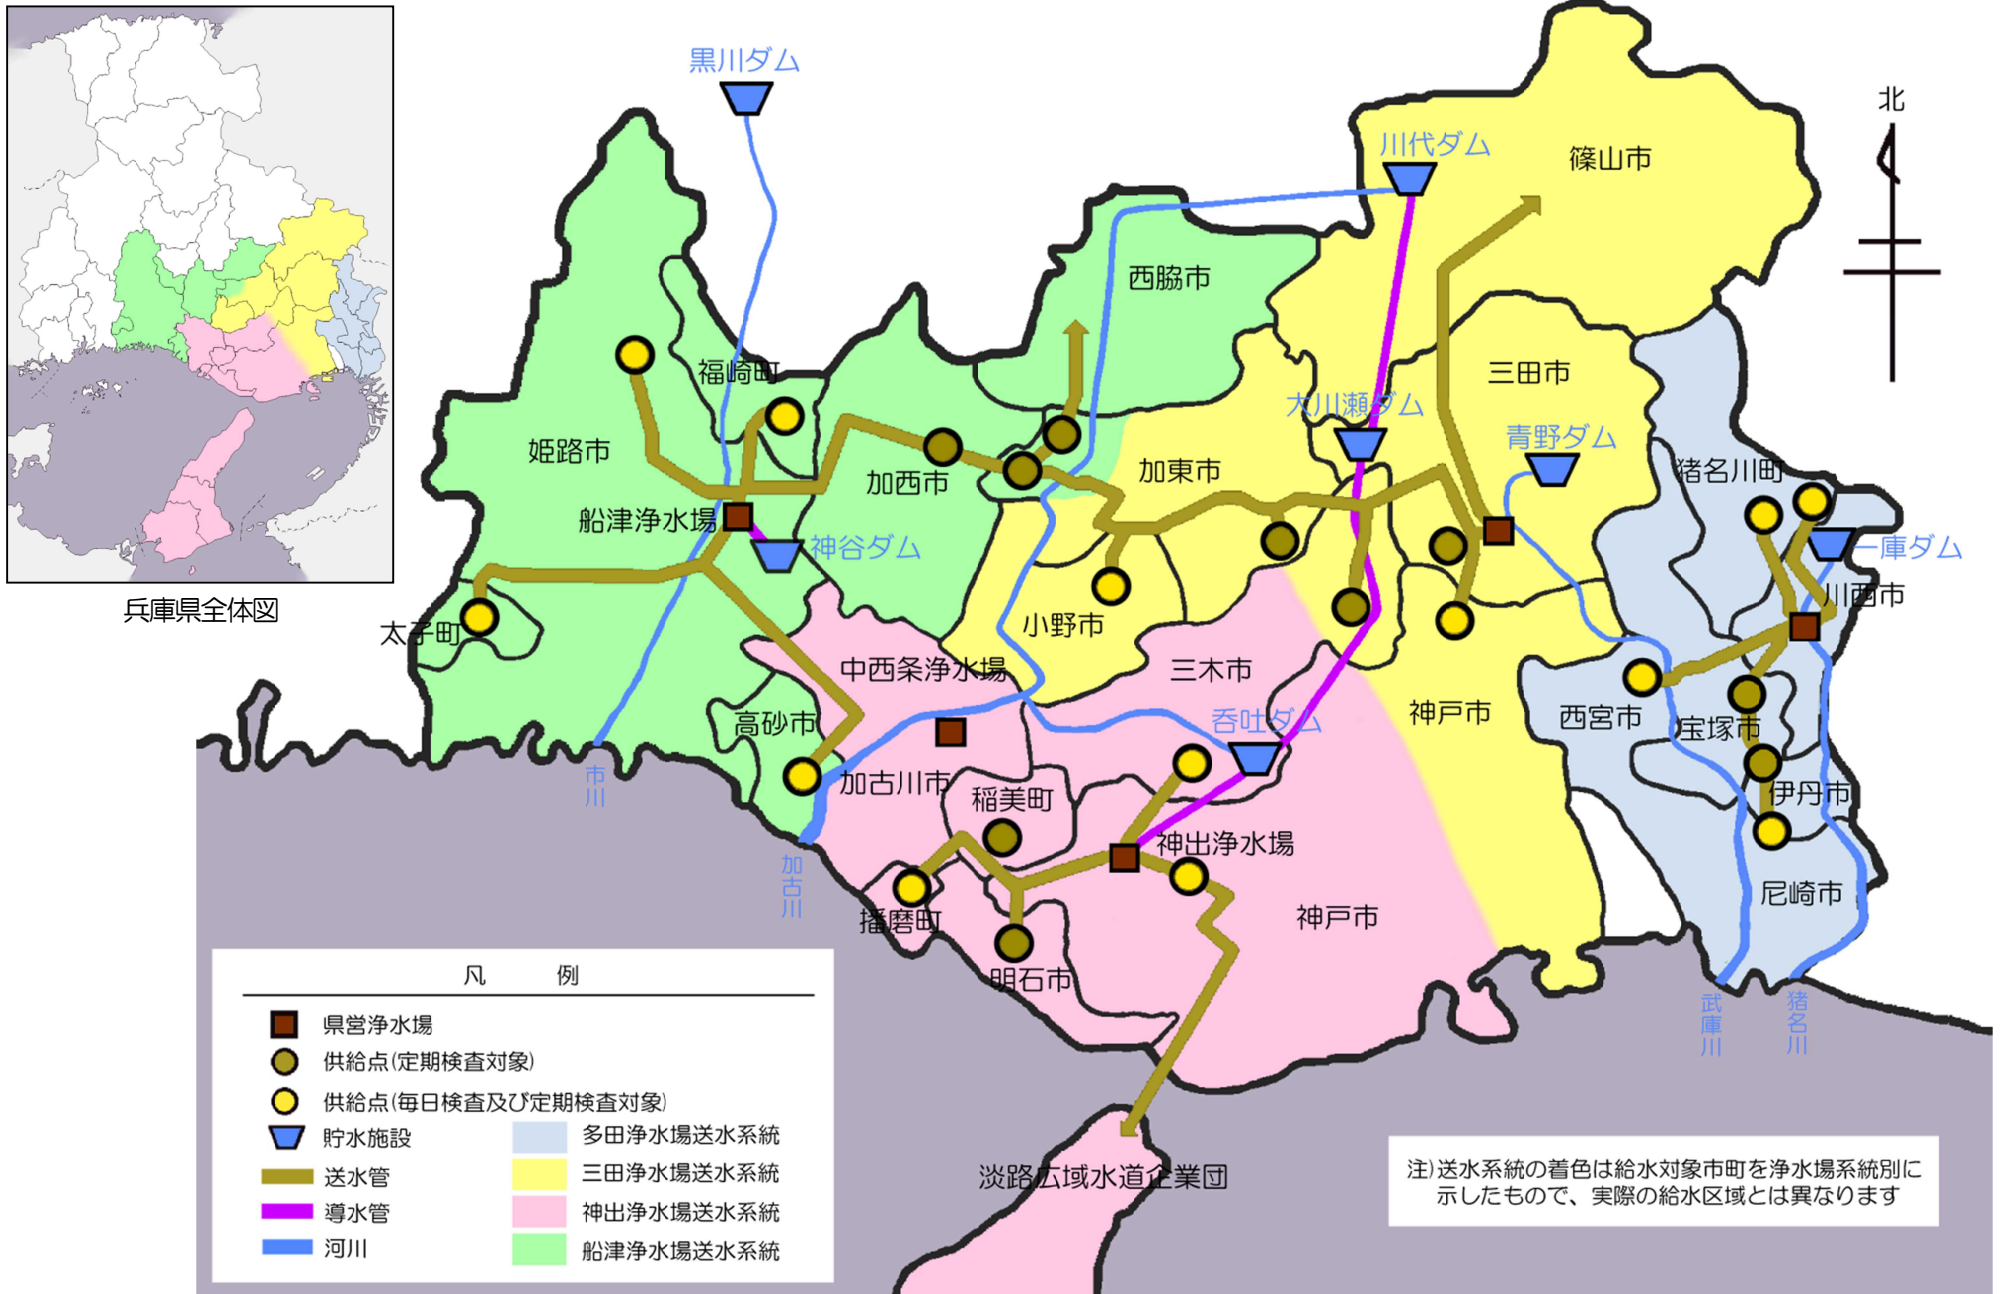 兵庫県全体図
黒川ダム
川代ダム
篠山市
北
西脇市
福崎町
三田市
大川瀬ダム
青野ダム
姫路市
加西市
加東市
猪名川町
船津浄水場
神谷ダム
一庫ダム
川西市
太子町
小野市
中西条浄水場
三木市
高砂市
呑吐ダム
神戸市
西宮市
宝塚市
市川
加古川市
稲美町
伊丹市
神出浄水場
加古川
播磨町
神戸市
尼崎市
明石市
武庫川
猪名川
淡路広域水道企業団
凡 例
県営浄水場
供給点(定期検査対象)
供給点(毎日検査及び定期検査対象)
貯水施設
送水管
導水管
河川
多田浄水場送水系統
三田浄水場送水系統
神出浄水場送水系統
船津浄水場送水系統
注)送水系統の着色は給水対象市町を浄水場系統別に
示したもので、実際の給水区域とは異なります